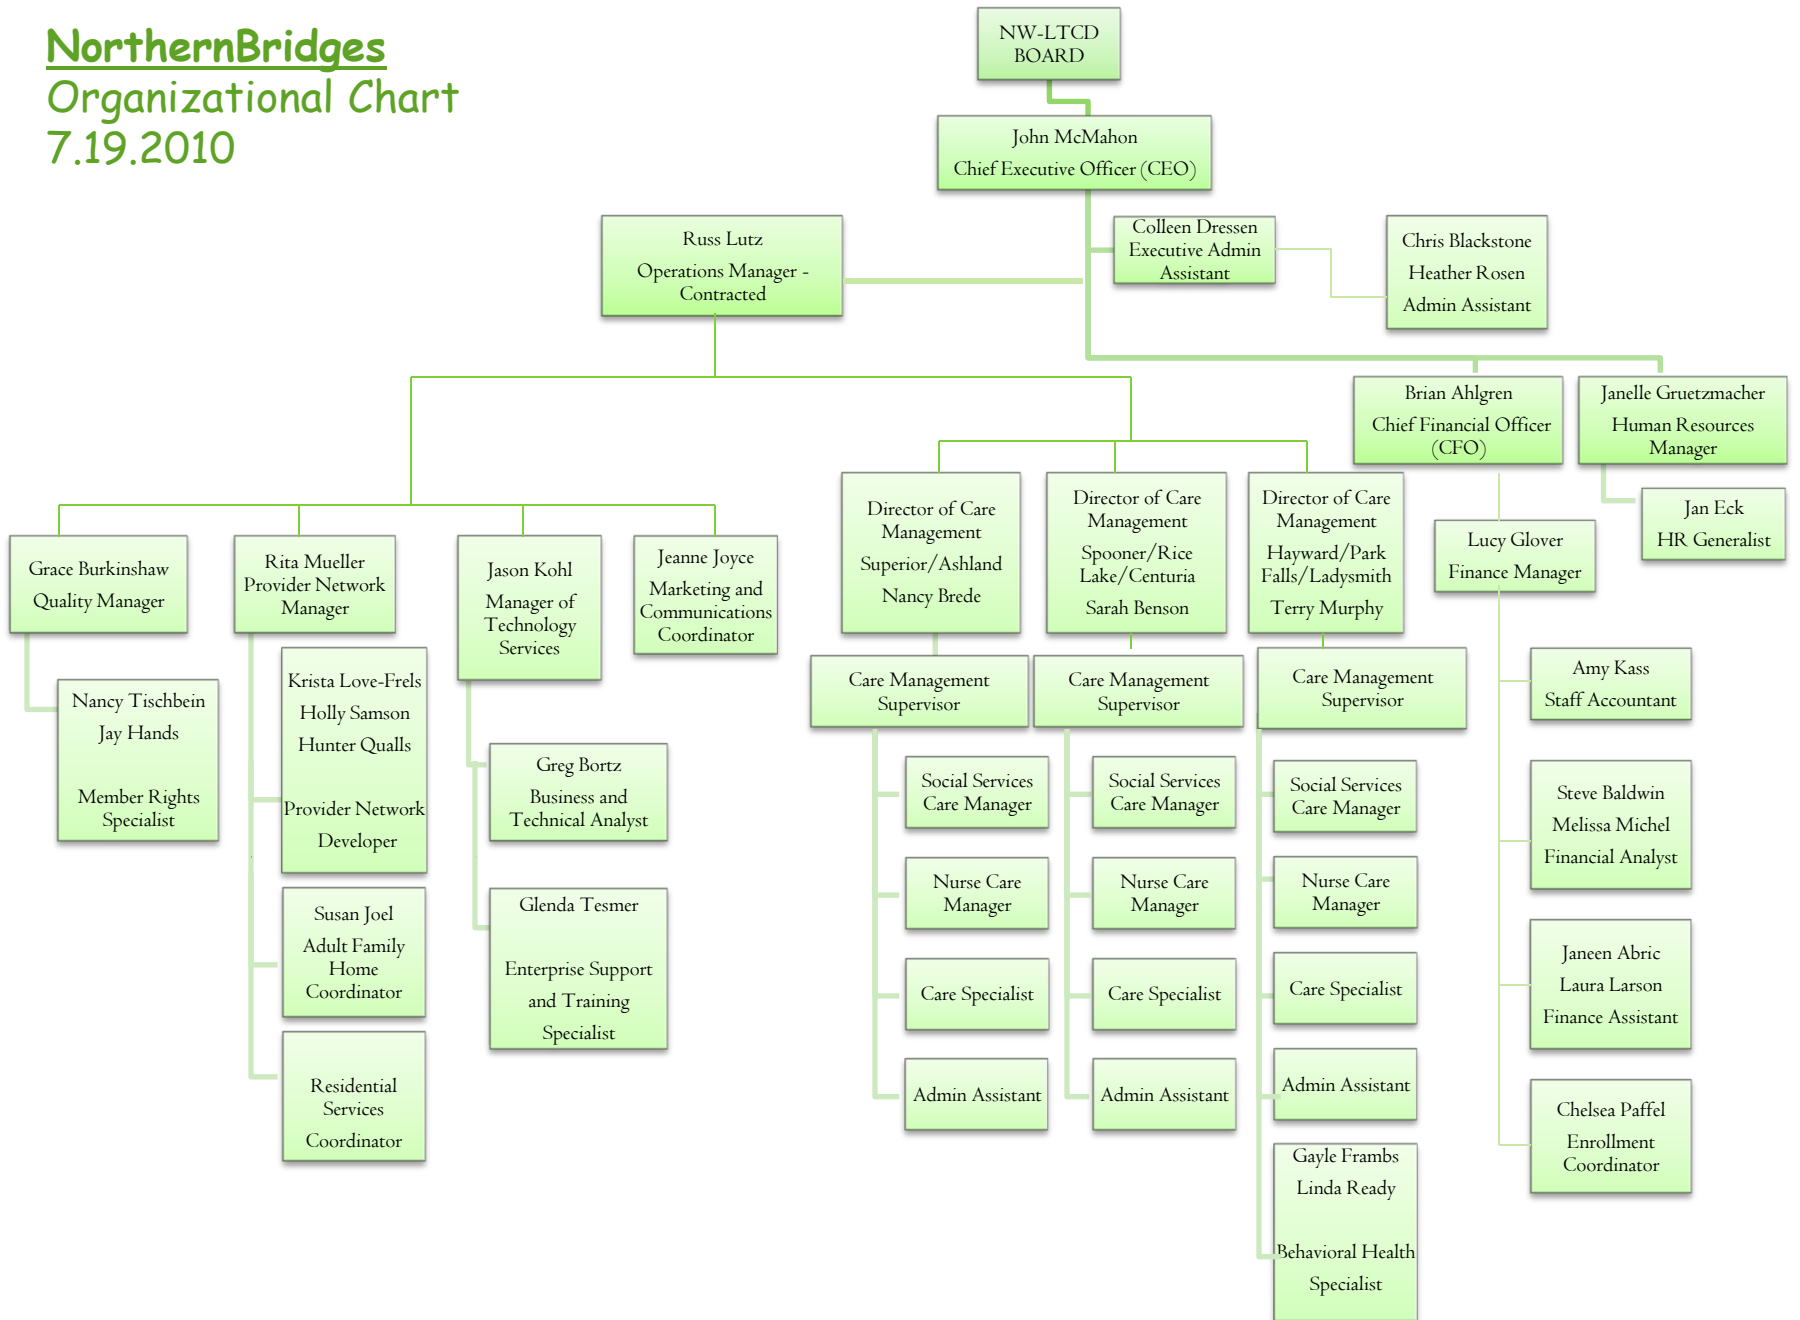 NorthernBridges
Organizational Chart
7.19.2010
NW-LTCD
BOARD
John McMahon
Chief Executive Officer (CEO)
Russ Lutz
Operations Manager -
Contracted
Colleen Dressen
Executive Admin
Assistant
Chris Blackstone
Heather Rosen
Admin Assistant
Brian Ahlgren
Chief Financial Officer
(CFO)
Janelle Gruetzmacher
Human Resources
Manager
Jan Eck
HR Generalist
Lucy Glover
Finance Manager
Grace Burkinshaw
Quality Manager
Rita Mueller
Provider Network
Manager
Jason Kohl
Manager of
Technology
Services
Jeanne Joyce
Marketing and
Communications
Coordinator
Director of Care
Management
Superior/Ashland
Nancy Brede
Director of Care
Management
Spooner/Rice
Lake/Centuria
Sarah Benson
Director of Care
Management
Hayward/Park
Falls/Ladysmith
Terry Murphy
Nancy Tischbein
Jay Hands
Member Rights
Specialist
Krista Love-Frels
Holly Samson
Hunter Qualls
Provider Network
Developer
Susan Joel
Adult Family
Home
Coordinator
Residential
Services
Coordinator
Greg Bortz
Business and
Technical Analyst
Glenda Tesmer
Enterprise Support
and Training
Specialist
Care Management
Supervisor
Social Services
Care Manager
Nurse Care
Manager
Care Specialist
Admin Assistant
Care Management
Supervisor
Social Services
Care Manager
Nurse Care
Manager
Care Specialist
Admin Assistant
Care Management
Supervisor
Social Services
Care Manager
Nurse Care
Manager
Care Specialist
Admin Assistant
Gayle Frambs
Linda Ready
Behavioral Health
Specialist
Amy Kass
Staff Accountant
Steve Baldwin
Melissa Michel
Financial Analyst
Janeen Abric
Laura Larson
Finance Assistant
Chelsea Paffel
Enrollment
Coordinator